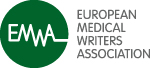 EMWA
EUROPEAN
MEDICAL
WRITERS
ASSOCIATION